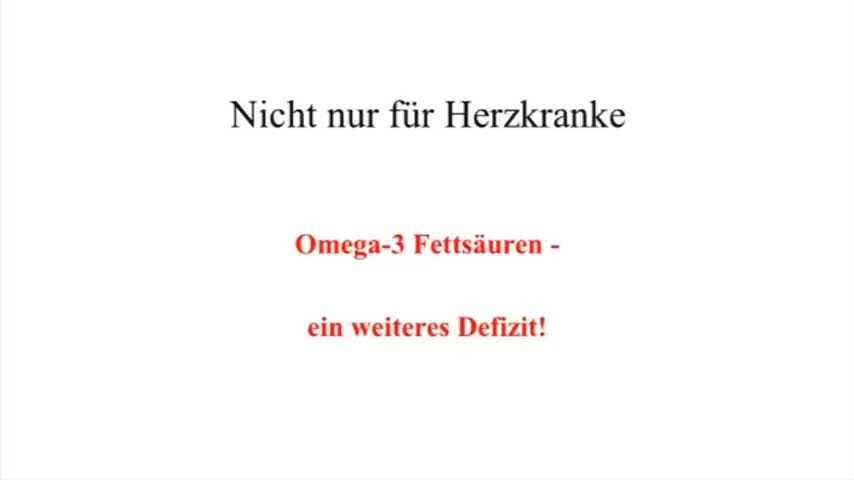 Nicht nur für Herzkranke
Omega-3 Fettsäuren -
ein weiteres Defizit!